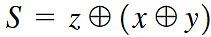 S = z ⊕ (x ⊕ y)